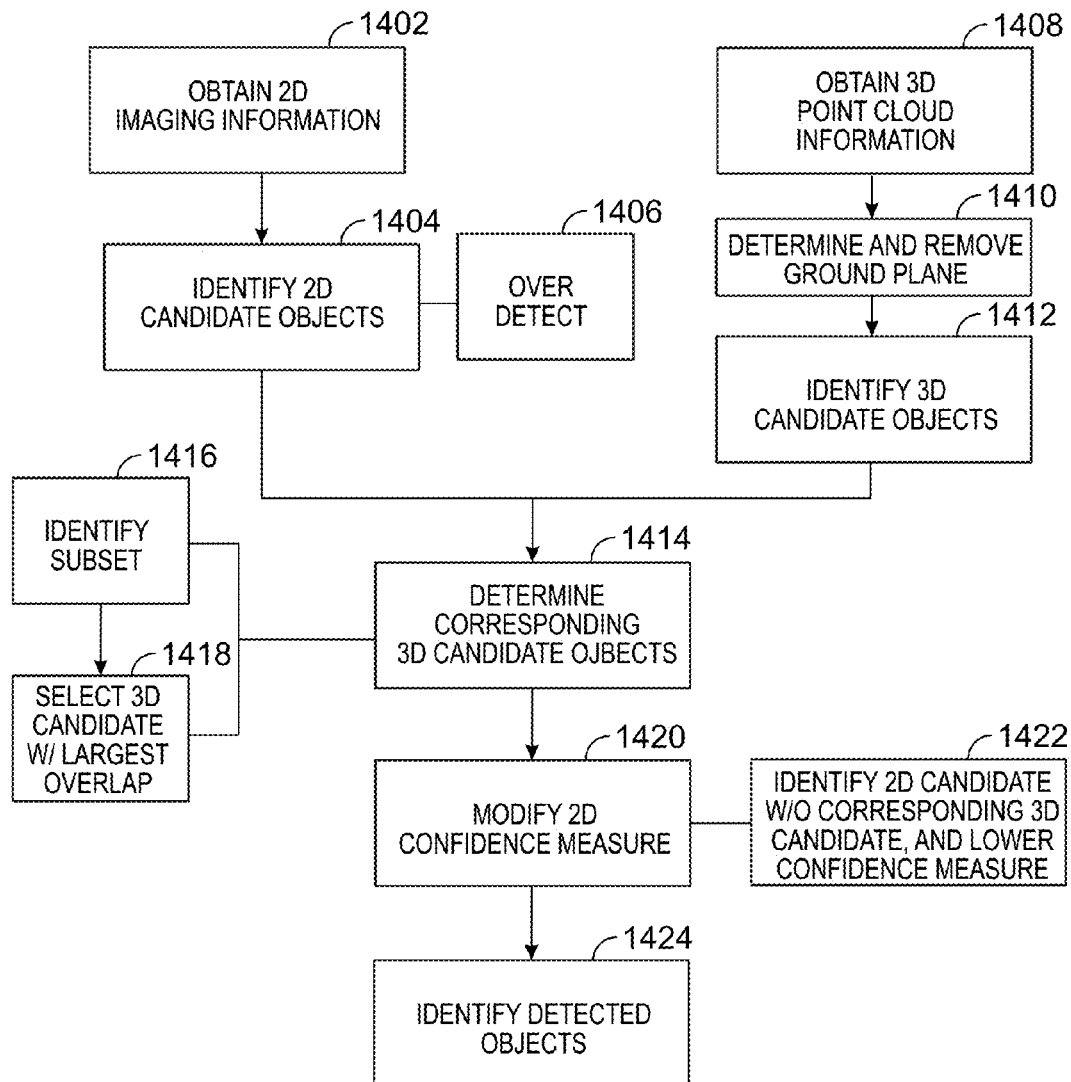 1402
OBTAIN 2D
IMAGING INFORMATION
1408
OBTAIN 3D
POINT CLOUD
INFORMATION
1404
IDENTIFY 2D
CANDIDATE OBJECTS
1406
OVER
DETECT
1410
DETERMINE AND REMOVE
GROUND PLANE
1412
IDENTIFY 3D
CANDIDATE OBJECTS
1416
IDENTIFY
SUBSET
1414
DETERMINE
CORRESPONDING
3D CANDIDATE OJBECTS
1418
SELECT 3D
CANDIDATE
W/ LARGEST
OVERLAP
1420
MODIFY 2D
CONFIDENCE MEASURE
1422
IDENTIFY 2D CANDIDATE
W/O CORRESPONDING 3D
CANDIDATE, AND LOWER
CONFIDENCE MEASURE
1424
IDENTIFY DETECTED
OBJECTS